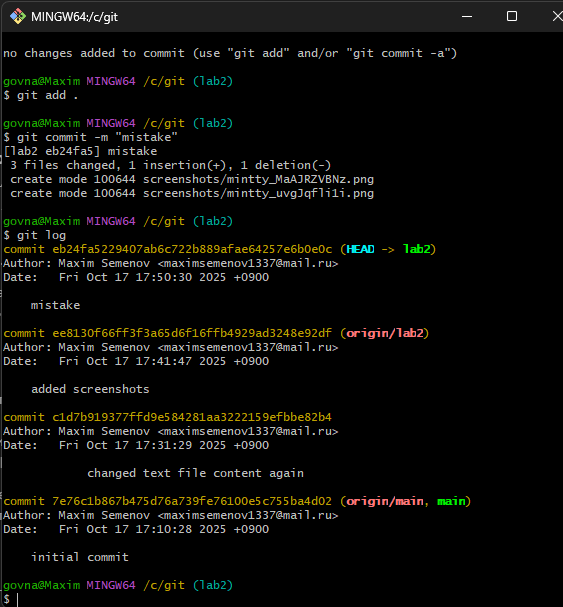 MINGW64:/c/git
no changes added to commit (use "git add" and/or "git commit -a")
govna@Maxim MINGW64 /c/git (lab2)
$ git add .
govna@Maxim MINGW64 /c/git (lab2)
$ git commit -m "mistake"
[lab2 eb24fa5] mistake
 3 files changed, 1 insertion(+), 1 deletion(-)
 create mode 100644 screenshots/mintty_MaAJRZVBNz.png
 create mode 100644 screenshots/mintty_uvgJqfli1i.png
govna@Maxim MINGW64 /c/git (lab2)
$ git log
commit eb24fa5229407ab6c722b889afae64257e6b0e0c (HEAD -> lab2)
Author: Maxim Semenov <maximsemenov1337@mail.ru>
Date:   Fri Oct 17 17:50:30 2025 +0900
    mistake
commit ee8130f66ff3f3a65d6f16ffb4929ad3248e92df (origin/lab2)
Author: Maxim Semenov <maximsemenov1337@mail.ru>
Date:   Fri Oct 17 17:41:47 2025 +0900
    added screenshots
commit c1d7b919377ffd9e584281aa3222159efbbe82b4
Author: Maxim Semenov <maximsemenov1337@mail.ru>
Date:   Fri Oct 17 17:31:29 2025 +0900
            changed text file content again
commit 7e76c1b867b475d76a739fe76100e5c755ba4d02 (origin/main, main)
Author: Maxim Semenov <maximsemenov1337@mail.ru>
Date:   Fri Oct 17 17:10:28 2025 +0900
    initial commit
govna@Maxim MINGW64 /c/git (lab2)
$